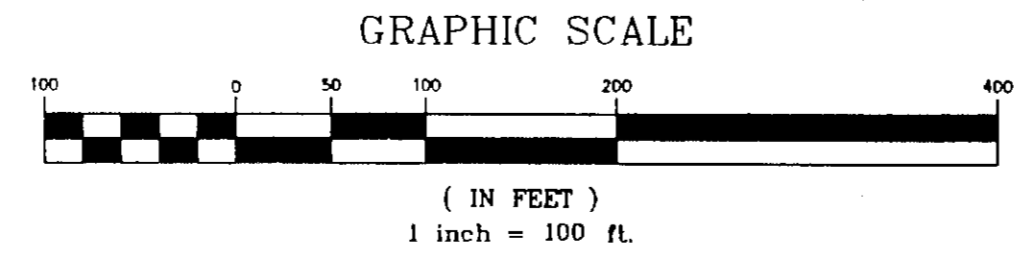 GRAPHIC SCALE
100 0 50 100 200 400
( IN FEET )
1 inch = 100 ft.